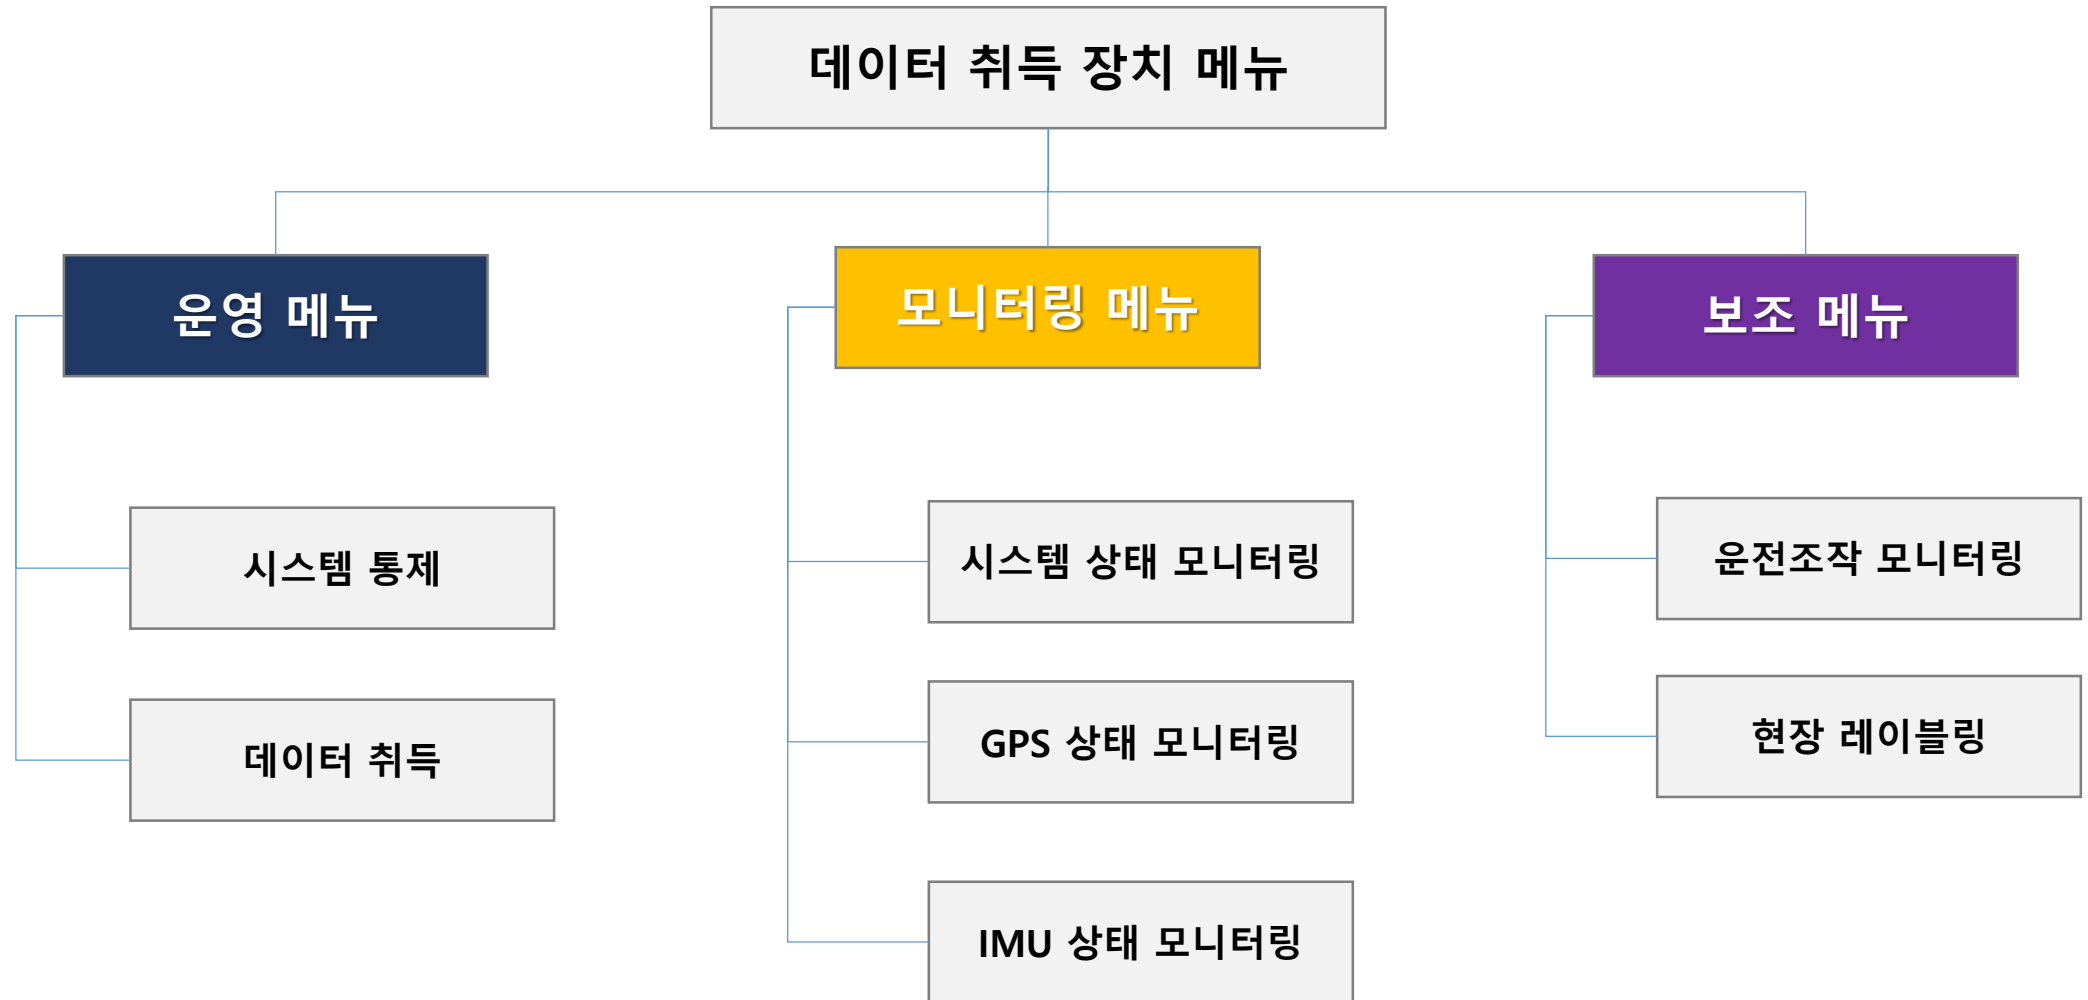 데이터 취득 장치 메뉴
운영 메뉴
모니터링 메뉴
보조 메뉴
시스템 통제
데이터 취득
시스템 상태 모니터링
GPS 상태 모니터링
IMU 상태 모니터링
운전조작 모니터링
현장 레이블링